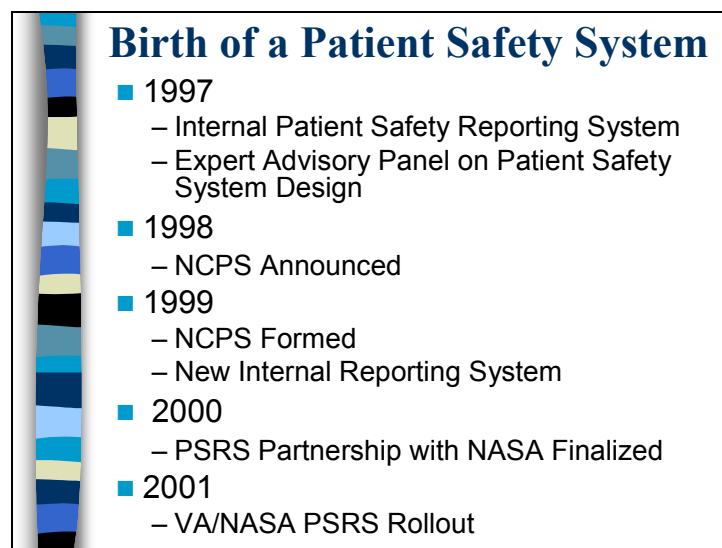 Birth of a Patient Safety System
■ 1997
– Internal Patient Safety Reporting System
– Expert Advisory Panel on Patient Safety
System Design
■ 1998
– NCPS Announced
■ 1999
– NCPS Formed
– New Internal Reporting System
■ 2000
– PSRS Partnership with NASA Finalized
■ 2001
– VA/NASA PSRS Rollout